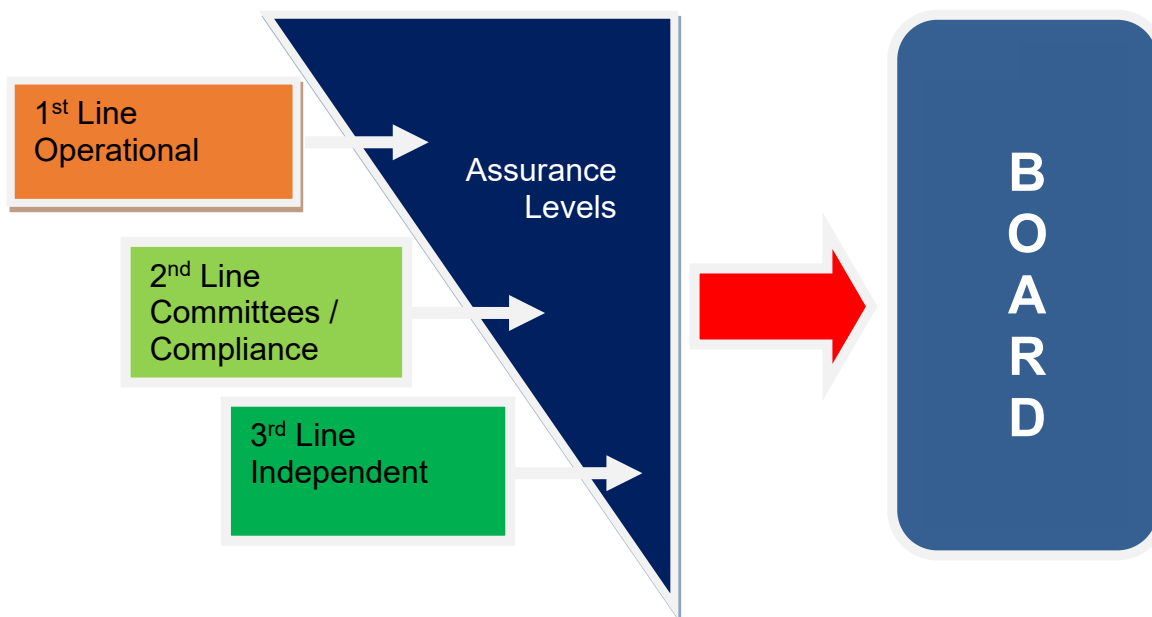 1st Line
Operational
Assurance
Levels
2nd Line
Committees /
Compliance
3rd Line
Independent
B
O
A
R
D